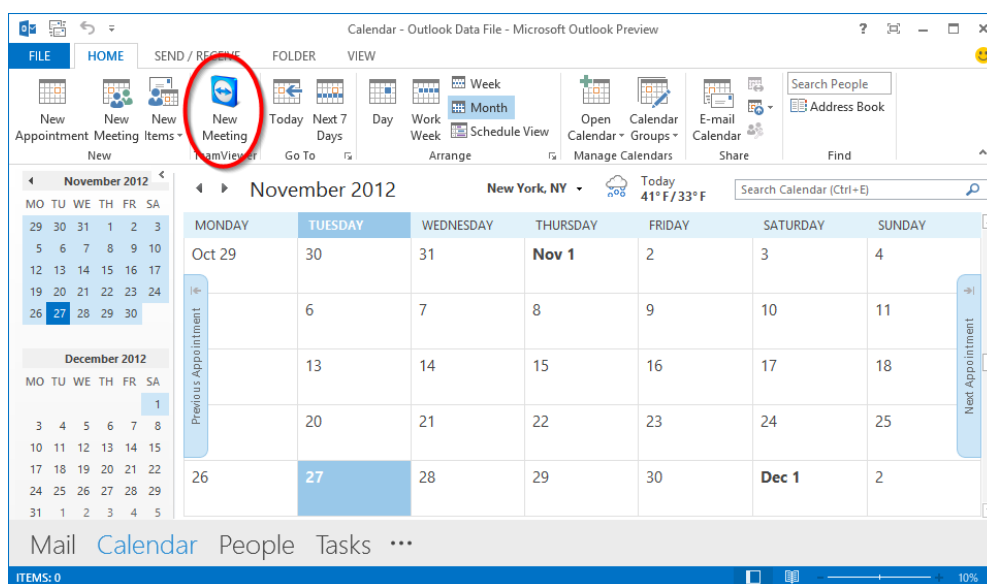 Calendar - Outlook Data File - Microsoft Outlook Preview
FILE HOME SEND / RECEIVE FOLDER VIEW
New Appointment
New Meeting
New Items
New
New Meeting
TeamViewer
Today
Next 7 Days
Go To
Day
Work Week
Week
Month
Schedule View
Arrange
Open Calendar
Calendar Groups
Manage Calendars
E-mail Calendar
Share
Search People
Address Book
Find
November 2012
MO TU WE TH FR SA
29 30 31 1 2 3
5 6 7 8 9 10
12 13 14 15 16 17
19 20 21 22 23 24
26 27 28 29 30
December 2012
MO TU WE TH FR SA
1
3 4 5 6 7 8
10 11 12 13 14 15
17 18 19 20 21 22
24 25 26 27 28 29
31 1 2 3 4 5
November 2012
New York, NY
Today
41°F/33°F
Search Calendar (Ctrl+E)
MONDAY TUESDAY WEDNESDAY THURSDAY FRIDAY SATURDAY SUNDAY
Oct 29 30 31 Nov 1 2 3 4
6 7 8 9 10 11
13 14 15 16 17 18
20 21 22 23 24 25
26 27 28 29 30 Dec 1 2
Previous Appointment
Next Appointment
Mail Calendar People Tasks •••
ITEMS: 0
10%